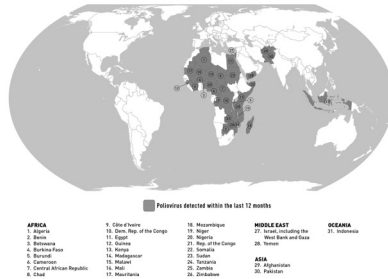 Poliovirus detected within the last 12 months
AFRICA
1. Algeria
2. Benin
3. Botswana
4. Burkina Faso
5. Burundi
6. Cameroon
7. Central African Republic
8. Chad
9. Côte d'Ivoire
10. Dem. Rep. of the Congo
11. Egypt
12. Guinea
13. Kenya
14. Madagascar
15. Malawi
16. Mali
17. Mauritania
18. Mozambique
19. Niger
20. Nigeria
21. Rep. of the Congo
22. Somalia
23. Sudan
24. Tanzania
25. Zambia
26. Zimbabwe
MIDDLE EAST
27. Israel, including the
West Bank and Gaza
28. Yemen
ASIA
29. Afghanistan
30. Pakistan
OCEANIA
31. Indonesia